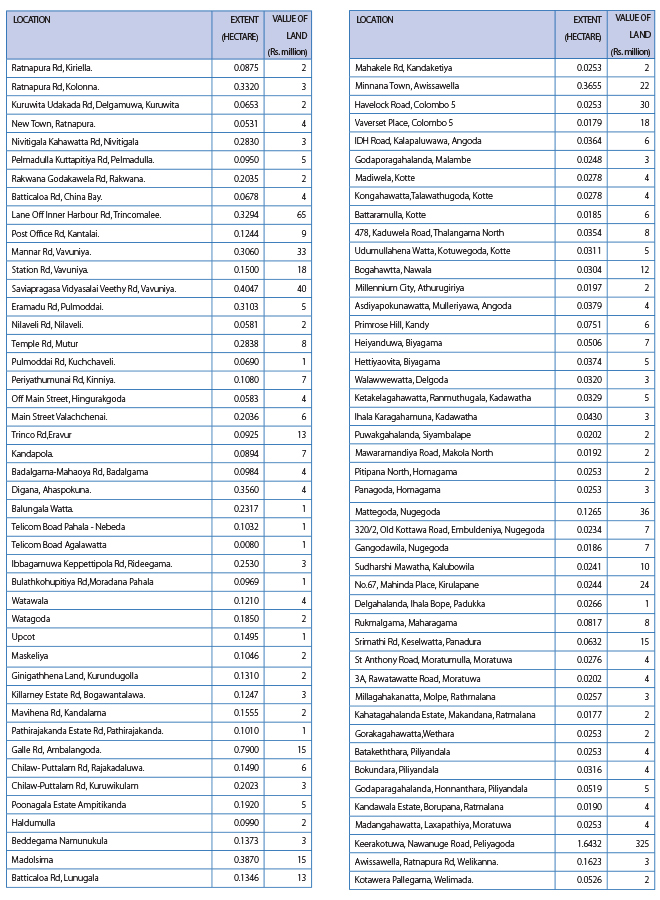 LOCATION EXTENT VALUE OF
(HECTARE) LAND
(Rs. million)
Ratnapura Rd, Kiriella. 0.0875 2
Ratnapura Rd, Kolonna. 0.3320 3
Kuruwita Udakada Rd, Delgamuwa, Kuruwita 0.0653 2
New Town, Ratnapura. 0.0531 4
Nivitigala Kahawatta Rd, Nivitigala 0.2830 3
Pelmadulla Kuttapitiya Rd, Pelmadulla. 0.0950 5
Rakwana Godakawela Rd, Rakwana. 0.2035 2
Batticaloa Rd, China Bay. 0.0678 4
Lane Off Inner Harbour Rd, Trincomalee. 0.3294 65
Post Office Rd, Kantalai. 0.1244 9
Mannar Rd, Vavuniya. 0.3060 33
Station Rd, Vavuniya. 0.1500 18
Saviapragasa Vidyasalai Veethy Rd, Vavuniya. 0.4047 40
Eramadu Rd, Pulmoddai. 0.3103 5
Nilaveli Rd, Nilaveli. 0.0581 2
Temple Rd, Mutur 0.2838 8
Pulmoddai Rd, Kuchchaveli. 0.0690 1
Periyathumunai Rd, Kinniya. 0.1080 7
Off Main Street, Hingurakgoda 0.0583 4
Main Street Valachchenai. 0.2036 6
Trinco Rd,Eravur 0.0925 13
Kandapola. 0.0894 7
Badalgama-Mahaoya Rd, Badalgama 0.0984 4
Digana, Ahaspokuna. 0.3560 4
Balungala Watta. 0.2317 1
Telicom Boad Pahala - Nebeda 0.1032 1
Telicom Boad Agalawatta 0.0080 1
Ibbagamuwa Keppettipola Rd, Rideegama. 0.2530 3
Bulathkohupitiya Rd,Moradana Pahala 0.0969 1
Watawala 0.1210 4
Watagoda 0.1850 2
Upcot 0.1495 1
Maskeliya 0.1046 2
Ginigathhena Land, Kurundugolla 0.1310 2
Killarney Estate Rd, Bogawantalawa. 0.1247 3
Mavihena Rd, Kandalama 0.1555 2
Pathirajakanda Estate Rd, Pathirajakanda. 0.1010 1
Galle Rd, Ambalangoda. 0.7900 15
Chilaw- Puttalam Rd, Rajakadaluwa. 0.1490 6
Chilaw-Puttalam Rd, Kuruwikulam 0.2023 3
Poonagala Estate Ampitikanda 0.1920 5
Haldumulla 0.0990 2
Beddegama Namunukula 0.1373 3
Madolsima 0.3870 15
Batticaloa Rd, Lunugala 0.1346 13
LOCATION EXTENT VALUE OF
(HECTARE) LAND
(Rs. million)
Mahakele Rd, Kandaketiya 0.0253 2
Minnana Town, Awissawella 0.3655 22
Havelock Road, Colombo 5 0.0253 30
Vaverset Place, Colombo 5 0.0179 18
IDH Road, Kalapaluwawa, Angoda 0.0364 6
Godaporagahalanda, Malambe 0.0248 3
Madiwela, Kotte 0.0278 4
Kongahawatta,Talawathugoda, Kotte 0.0278 4
Battaramulla, Kotte 0.0185 6
478, Kaduwela Road, Thalangama North 0.0354 8
Udumullahena Watta, Kotuwegoda, Kotte 0.0311 5
Bogahawtta, Nawala 0.0304 12
Millennium City, Athurugiriya 0.0197 2
Asdiyapokunawatta, Mulleriyawa, Angoda 0.0379 4
Primrose Hill, Kandy 0.0751 6
Heiyanduwa, Biyagama 0.0506 7
Hettiyaovita, Biyagama 0.0374 5
Walawwewatta, Delgoda 0.0320 3
Ketakelagahawatta, Ranmuthugala, Kadawatha 0.0329 5
Ihala Karagahamuna, Kadawatha 0.0430 3
Puwakgahalanda, Siyambalape 0.0202 2
Mawaramandiya Road, Makola North 0.0192 2
Pitipana North, Homagama 0.0253 2
Panagoda, Homagama 0.0253 3
Mattegoda, Nugegoda 0.1265 36
320/2, Old Kottawa Road, Embuldeniya, Nugegoda 0.0234 7
Gangodawila, Nugegoda 0.0186 7
Sudharshi Mawatha, Kalubowila 0.0241 10
No.67, Mahinda Place, Kirulapane 0.0244 24
Delgahalanda, Ihala Bope, Padukka 0.0266 1
Rukmalgama, Maharagama 0.0817 8
Srimathi Rd, Keselwatta, Panadura 0.0632 15
St Anthony Road, Moratumulla, Moratuwa 0.0276 4
3A, Rawatawatte Road, Moratuwa 0.0202 4
Millagahakanatta, Molpe, Rathmalana 0.0257 3
Kahatagahalanda Estate, Makandana, Ratmalana 0.0177 2
Gorakagahawatta,Wethara 0.0253 2
Batakeththara, Piliyandala 0.0253 4
Bokundara, Piliyandala 0.0316 4
Godaparagahalanda, Honnanthara, Piliyandala 0.0519 5
Kandawala Estate, Borupana, Ratmalana 0.0190 4
Madangahawatta, Laxapathiya, Moratuwa 0.0253 4
Keerakotuwa, Nawanuge Road, Peliyagoda 1.6432 325
Awissawella, Ratnapura Rd, Welikanna. 0.1623 3
Kotawera Pallegama, Welimada. 0.0526 2